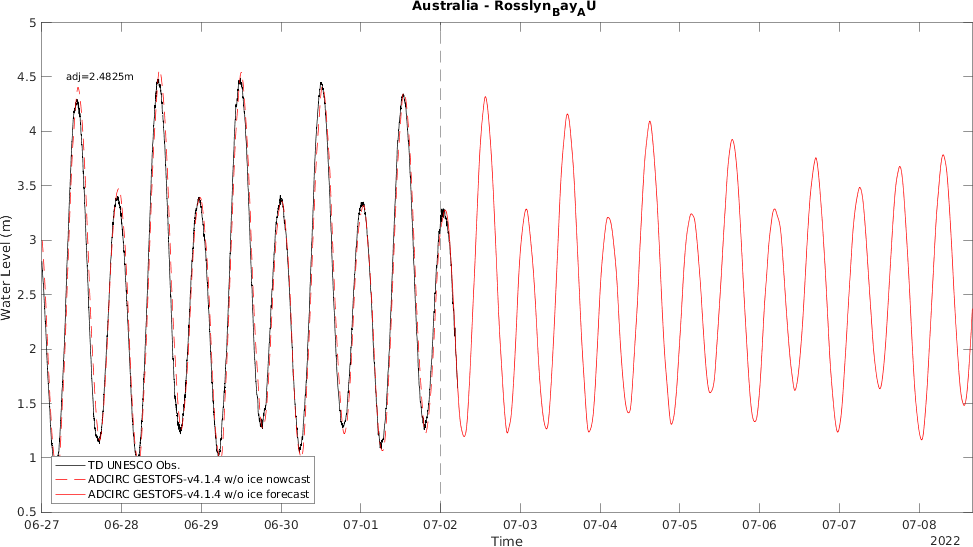 Australia - Rosslyn_Bay_AU
5
4.5
adj=2.4825m
4
3.5
3
2.5
2
1.5
1
0.5
Water Level (m)
TD UNESCO Obs.
ADCIRC GESTOFS-v4.1.4 w/o ice nowcast
ADCIRC GESTOFS-v4.1.4 w/o ice forecast
06-27 06-28 06-29 06-30 07-01 07-02 07-03 07-04 07-05 07-06 07-07 07-08
Time
2022